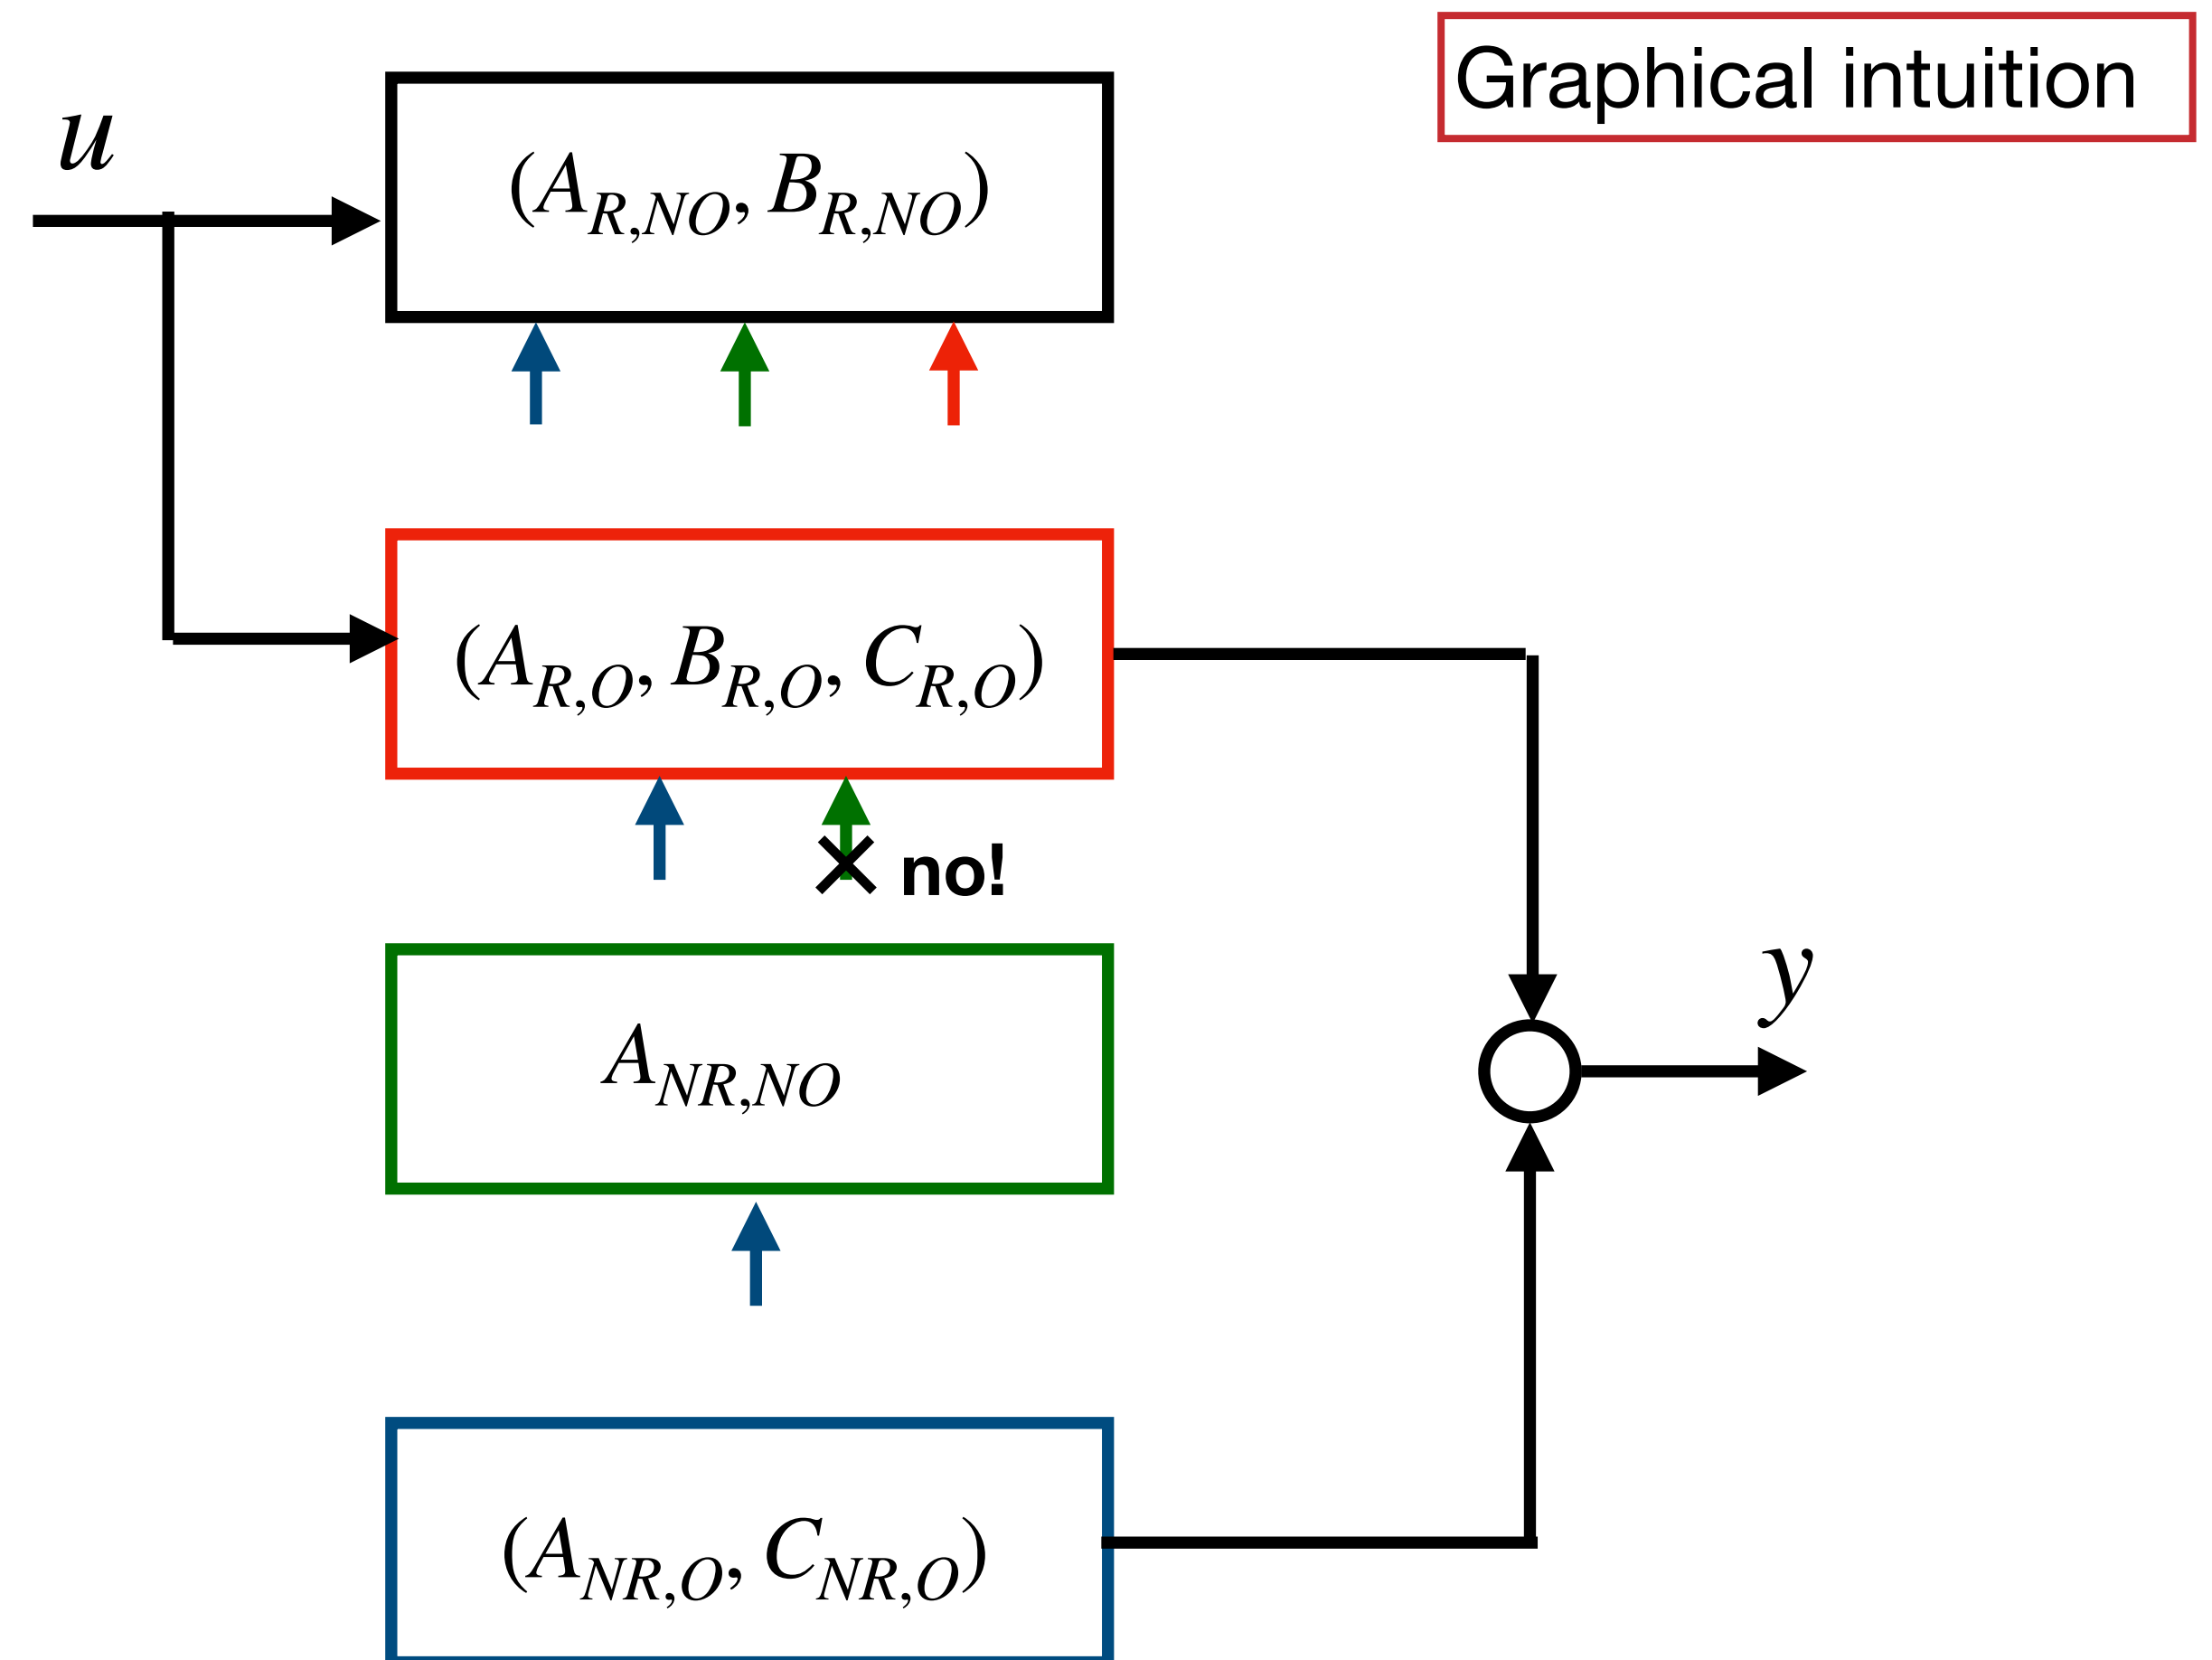 Graphical intuition
u
(A_{R,NO}, B_{R,NO})
(A_{R,O}, B_{R,O}, C_{R,O})
no!
y
A_{NR,NO}
(A_{NR,O}, C_{NR,O})